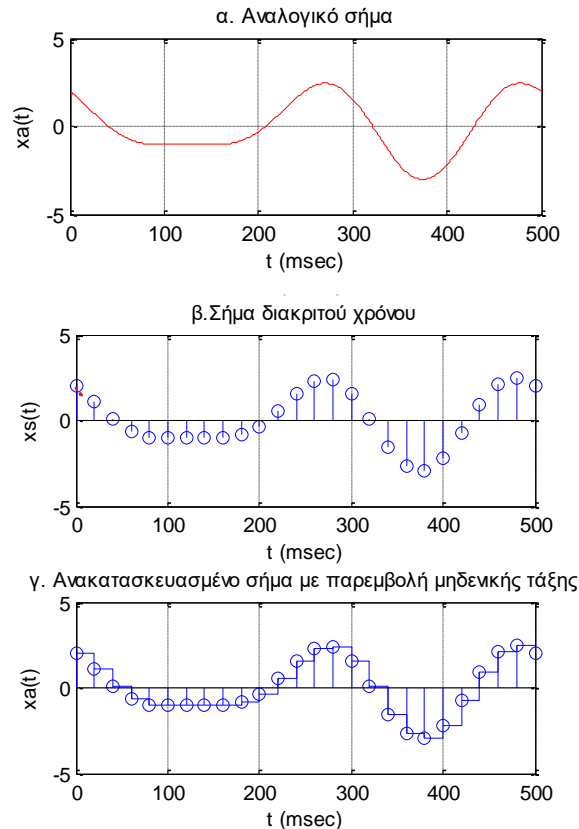 α. Αναλογικό σήμα
5
0
-5
xa(t)
0 100 200 300 400 500
t (msec)
β.Σήμα διακριτού χρόνου
5
0
-5
xs(t)
0 100 200 300 400 500
t (msec)
γ. Ανακατασκευασμένο σήμα με παρεμβολή μηδενικής τάξης
5
0
-5
xa(t)
0 100 200 300 400 500
t (msec)